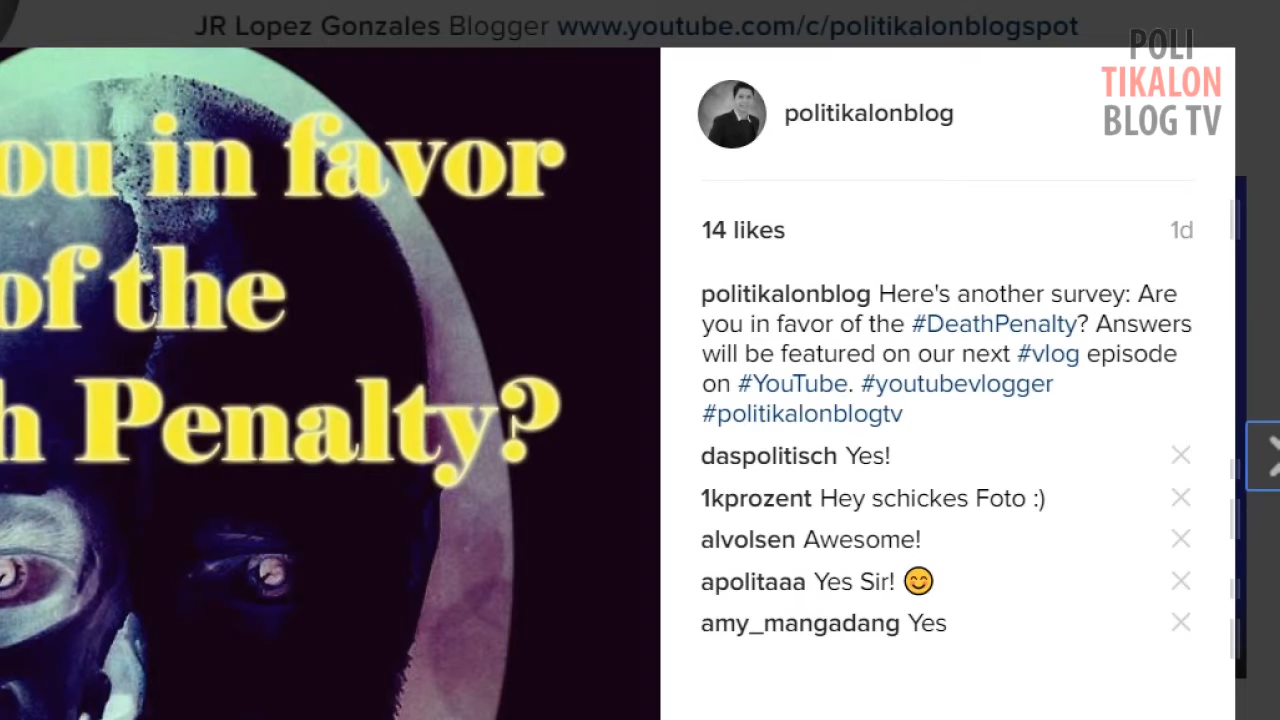 JR Lopez Gonzales Blogger www.youtube.com/c/politikalonblogspot
POLI
TIKALON
BLOG TV
ou in favor
of the
h Penalty?
politikalonblog
14 likes 1d
politikalonblog Here's another survey: Are
you in favor of the #DeathPenalty? Answers
will be featured on our next #vlog episode
on #YouTube. #youtubevlogger
#politikalonblogtv
daspolitisch Yes!
1kprozent Hey schickes Foto :)
alvolsen Awesome!
apolitaaa Yes Sir! 😊
amy_mangadang Yes